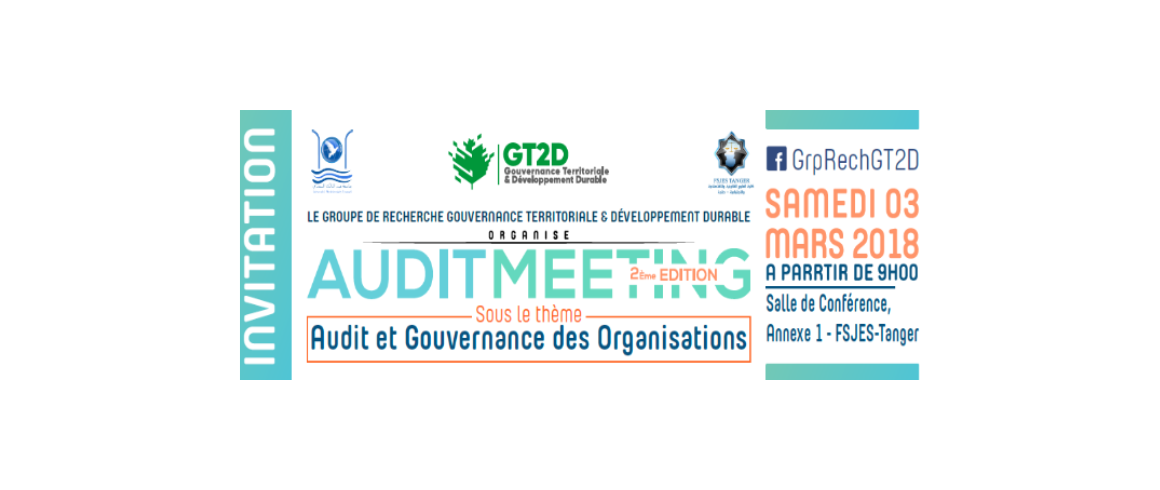 INVITATION
GT2D
Gouvernance Territoriale
& Développement Durable
FSJES TANGER
LE GROUPE DE RECHERCHE GOUVERNANCE TERRITORIALE & DÉVELOPPEMENT DURABLE
ORGANISE
AUDITMEETING
2ème EDITION
Sous le thème
Audit et Gouvernance des Organisations
f GrpRechGT2D
SAMEDI 03
MARS 2018
A PARRTIR DE 9H00
Salle de Conférence,
Annexe 1 - FSJES-Tanger